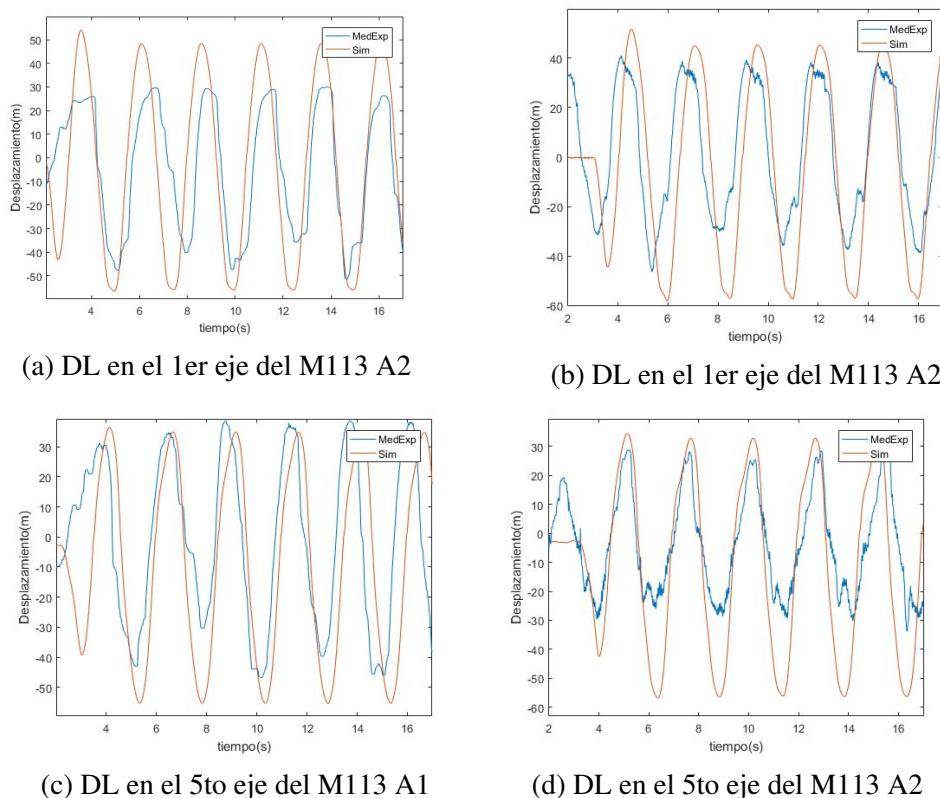 MedExp
Sim
50
40
30
20
10
0
-10
-20
-30
-40
-50
Desplazamiento(m)
4 6 8 10 12 14 16
tiempo(s)
(a) DL en el 1er eje del M113 A2
MedExp
Sim
40
20
0
-20
-40
-60
Desplazamiento(m)
2 4 6 8 10 12 14 16
tiempo(s)
(b) DL en el 1er eje del M113 A2
MedExp
Sim
30
20
10
0
-10
-20
-30
-40
-50
Desplazamiento(m)
4 6 8 10 12 14 16
tiempo(s)
(c) DL en el 5to eje del M113 A1
MedExp
Sim
30
20
10
0
-10
-20
-30
-40
-50
-60
Desplazamiento(m)
2 4 6 8 10 12 14 16
tiempo(s)
(d) DL en el 5to eje del M113 A2